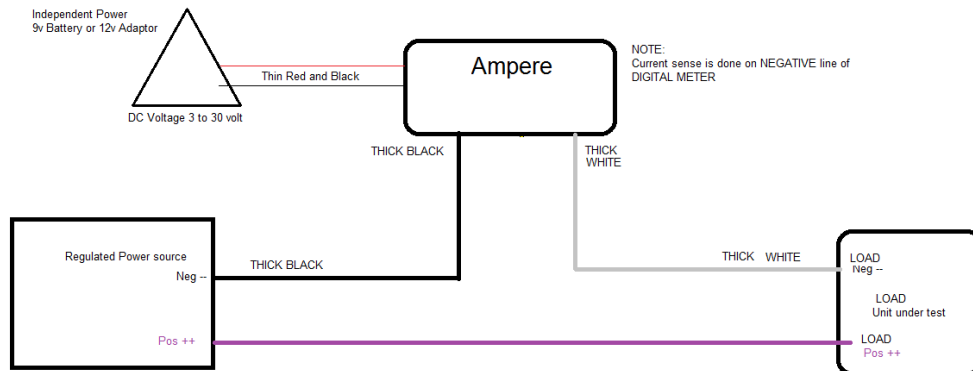 Independent Power
9v Battery or 12v Adaptor
Thin Red and Black
DC Voltage 3 to 30 volt
Ampere
NOTE:
Current sense is done on NEGATIVE line of
DIGITAL METER
THICK BLACK
THICK
WHITE
Regulated Power source
Neg --
THICK BLACK
THICK WHITE
LOAD
Neg --
LOAD
Unit under test
Pos ++
LOAD
Pos ++